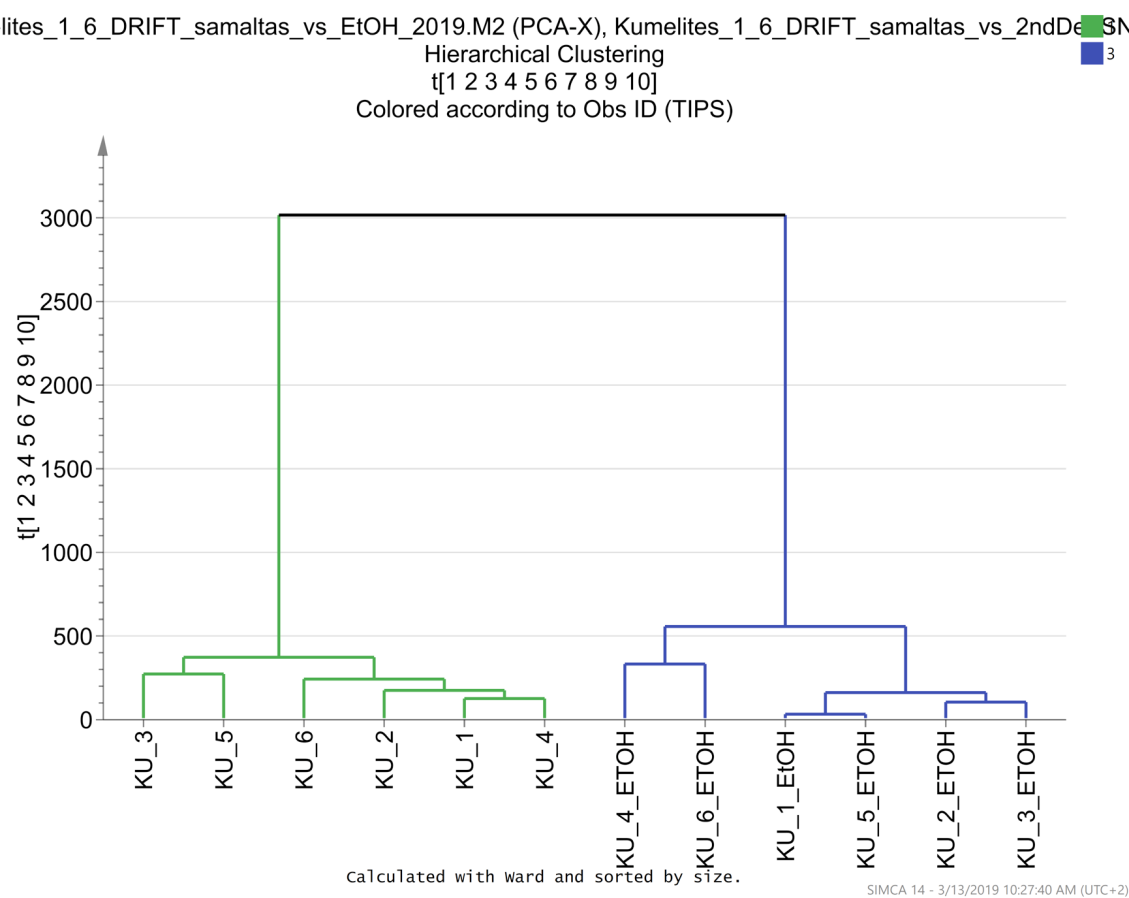 lites_1_6_DRIFT_samaltas_vs_EtOH_2019.M2 (PCA-X), Kumelites_1_6_DRIFT_samaltas_vs_2ndDe
Hierarchical Clustering
t[1 2 3 4 5 6 7 8 9 10]
Colored according to Obs ID (TIPS)
3
t[1 2 3 4 5 6 7 8 9 10]
3000
2500
2000
1500
1000
500
0
KU_3
KU_5
KU_6
KU_2
KU_1
KU_4
KU_4_ETOH
KU_6_ETOH
KU_1_EtOH
KU_5_ETOH
KU_2_ETOH
KU_3_ETOH
Calculated with Ward and sorted by size.
SIMCA 14 - 3/13/2019 10:27:40 AM (UTC+2)